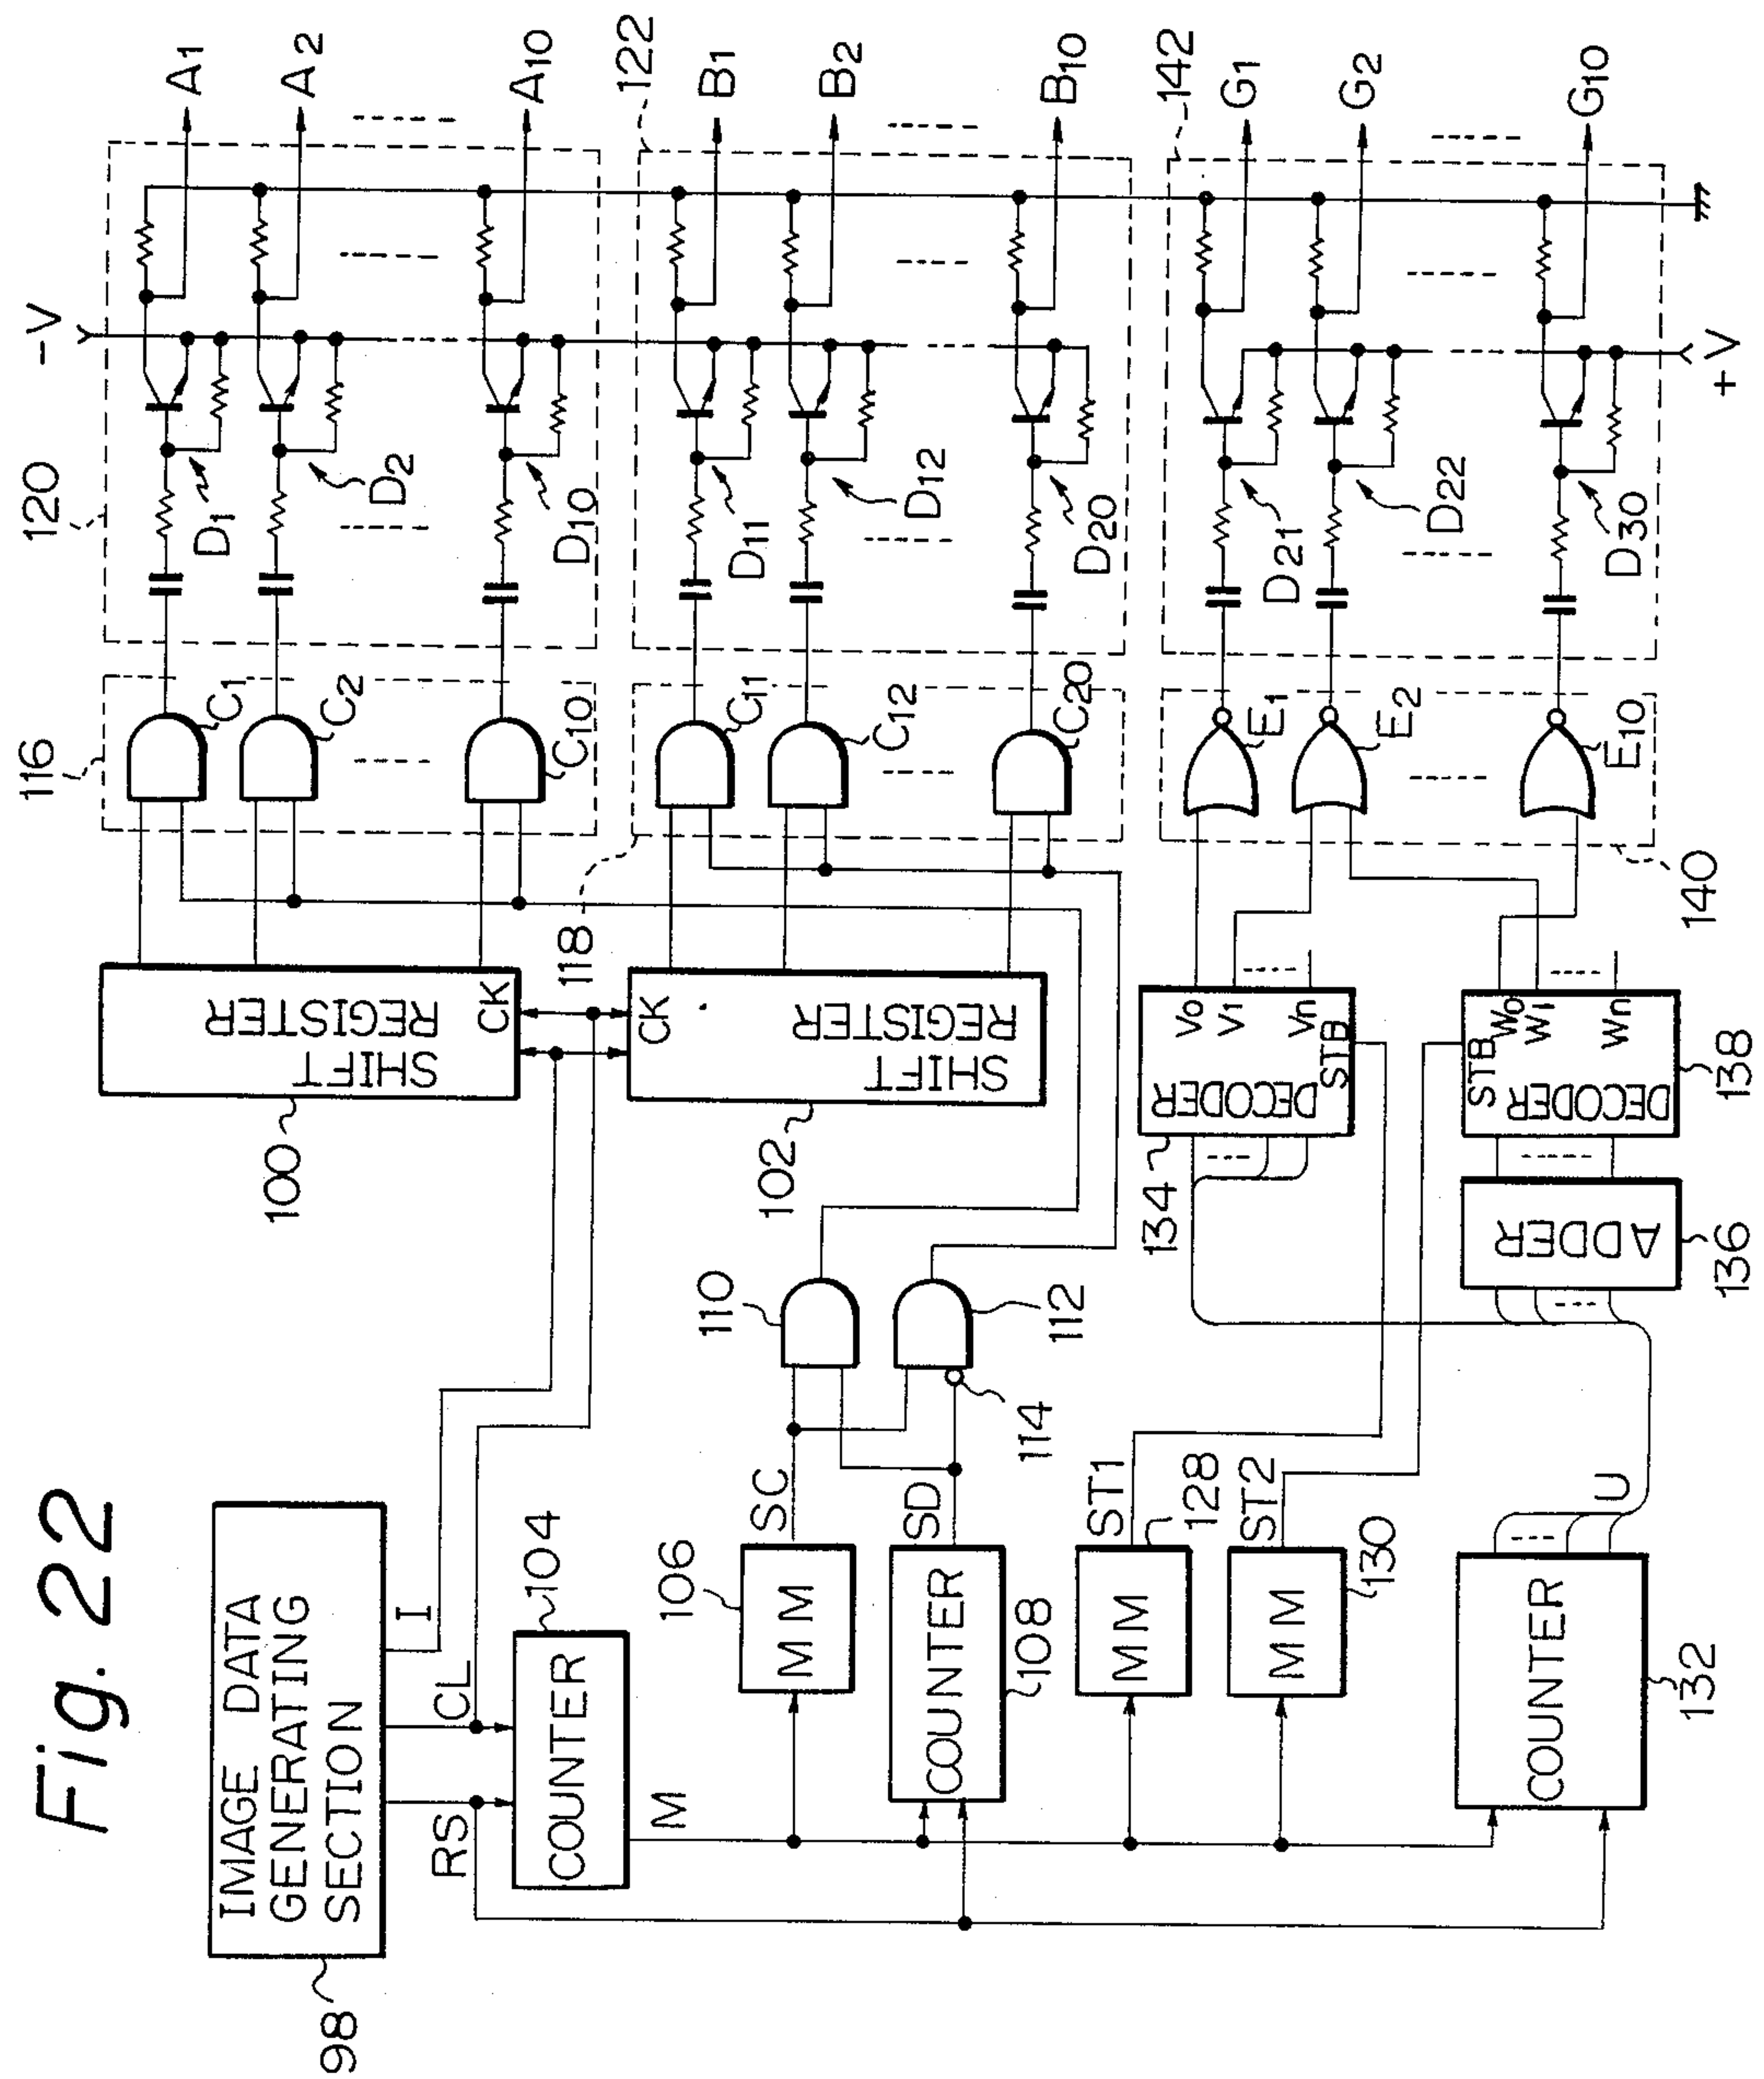 Fig. 22
IMAGE DATA
GENERATING
SECTION
98
I
CL
RS
COUNTER
104
M
SHIFT
REGISTER
CK
100
SHIFT
REGISTER
CK
102
MM
106
SC
COUNTER
108
SD
110
112
114
MM
128
ST1
MM
130
ST2
COUNTER
132
U
DECODER
134
V0
V1
Vn
STB
ADDER
136
DECODER
138
STB
W0
W1
Wn
116
C1
C2
C10
118
C11
C12
C20
140
E1
E2
E10
120
D1
D2
D10
-V
122
D11
D12
D20
142
D21
D22
D30
+V
A1
A2
A10
B1
B2
B10
G1
G2
G10